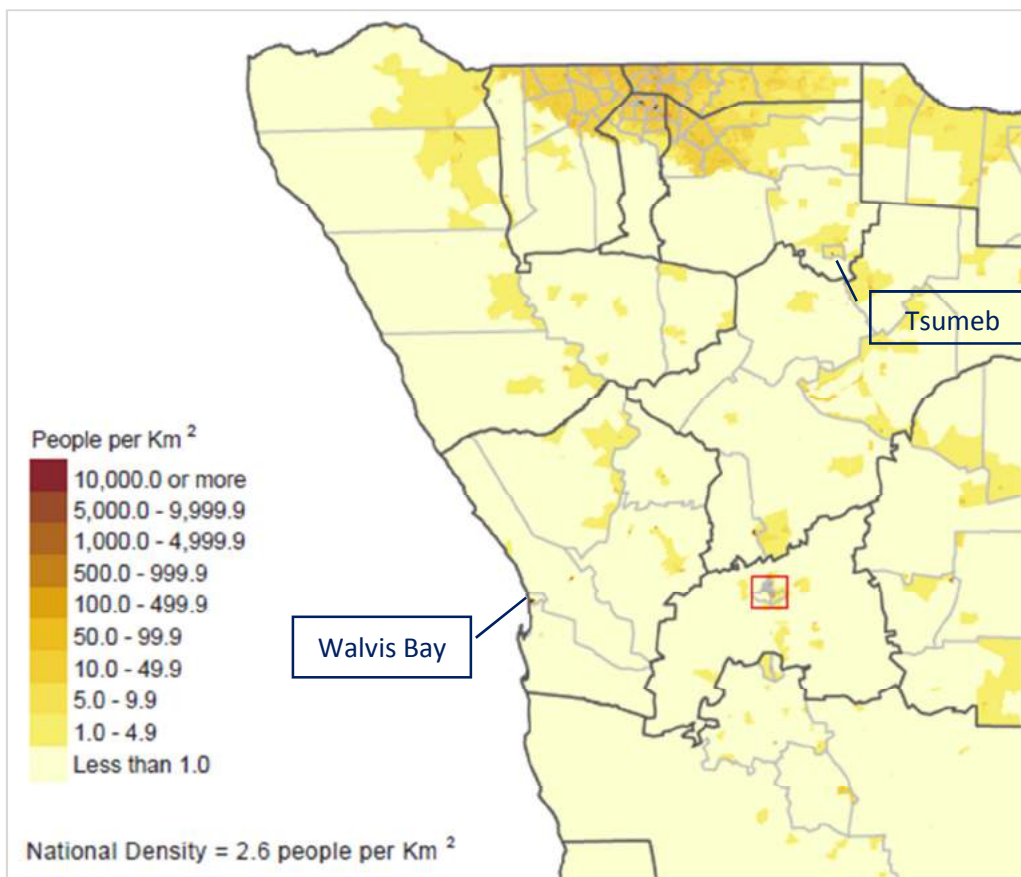 Tsumeb
People per Km 2
10,000.0 or more
5,000.0 - 9,999.9
1,000.0 - 4,999.9
500.0 - 999.9
100.0 - 499.9
50.0 - 99.9
10.0 - 49.9
5.0 - 9.9
1.0 - 4.9
Less than 1.0
Walvis Bay
National Density = 2.6 people per Km 2